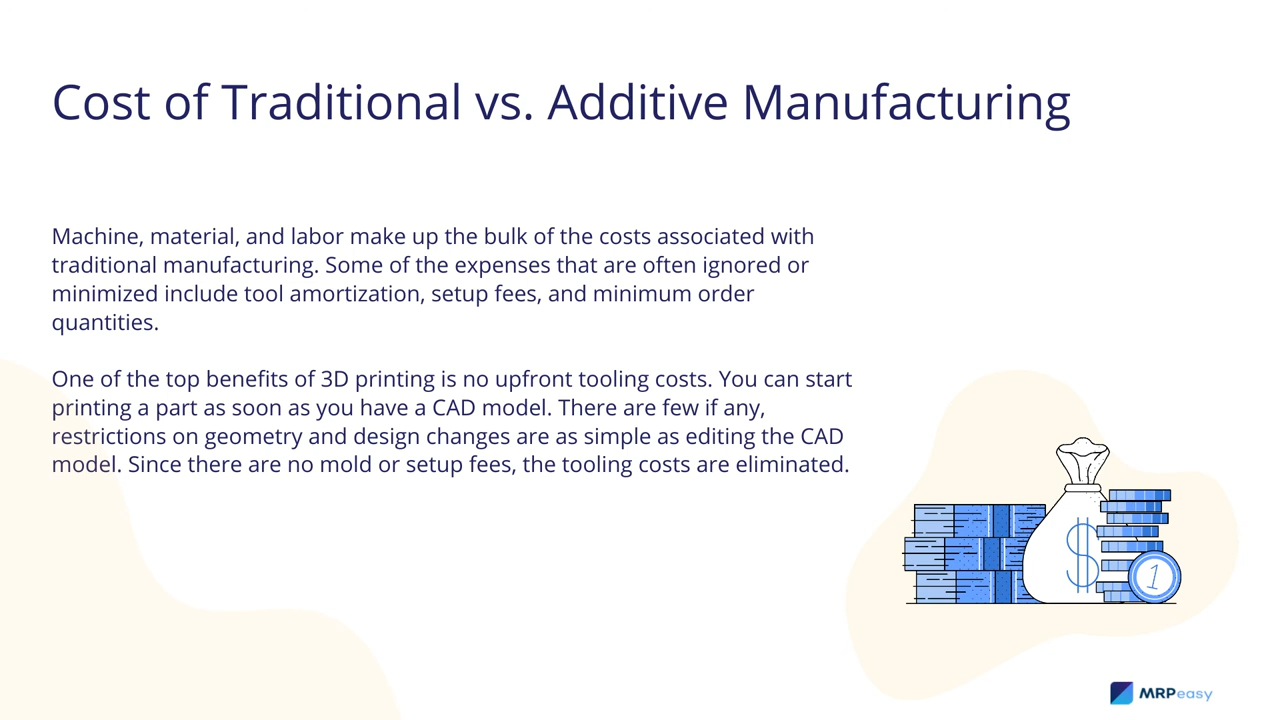 Cost of Traditional vs. Additive Manufacturing
Machine, material, and labor make up the bulk of the costs associated with
traditional manufacturing. Some of the expenses that are often ignored or
minimized include tool amortization, setup fees, and minimum order
quantities.
One of the top benefits of 3D printing is no upfront tooling costs. You can start
printing a part as soon as you have a CAD model. There are few if any,
restrictions on geometry and design changes are as simple as editing the CAD
model. Since there are no mold or setup fees, the tooling costs are eliminated.
$
1
MRPeasy